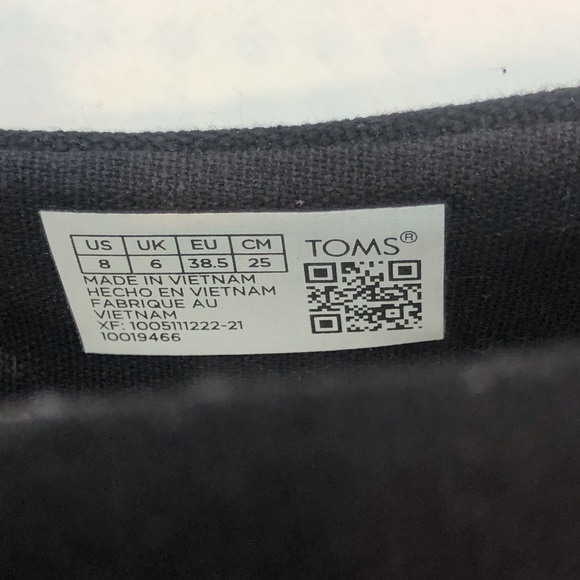 US UK EU CM
8 6 38.5 25
MADE IN VIETNAM
HECHO EN VIETNAM
FABRIQUE AU
VIETNAM
XF: 1005111222-21
10019466
TOMS®